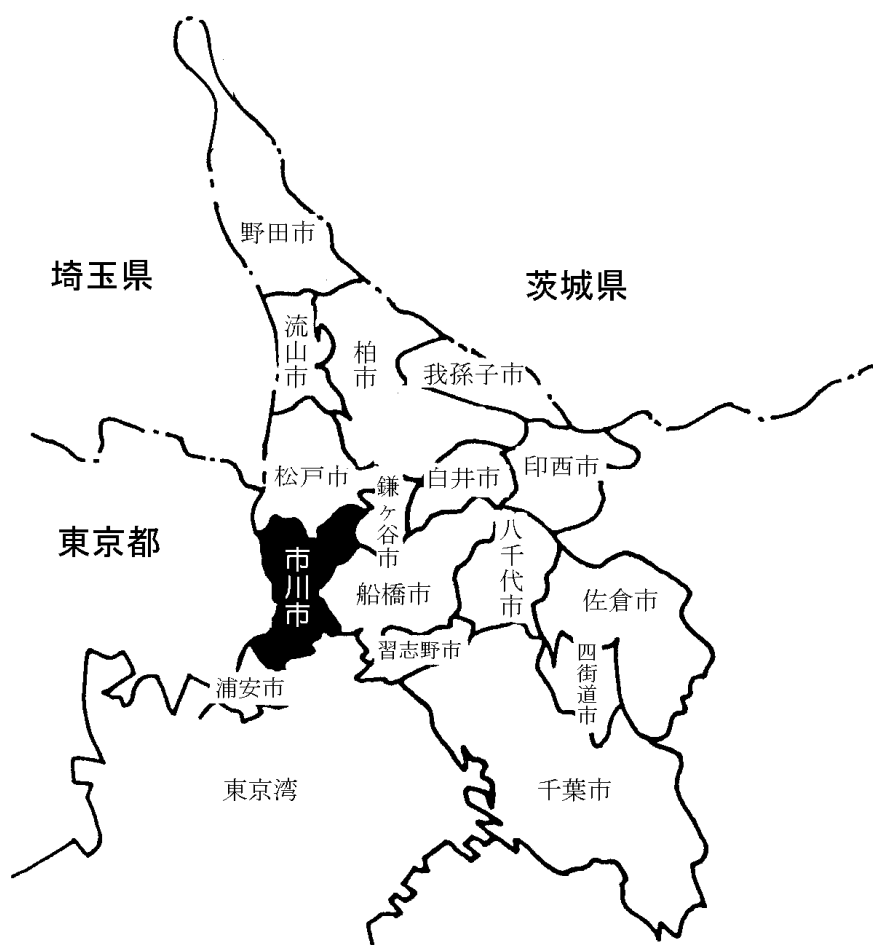 野田市
埼玉県
茨城県
流山市
柏市
我孫子市
松戸市
鎌ヶ谷市
白井市
印西市
東京都
市川市
船橋市
八千代市
佐倉市
習志野市
四街道市
浦安市
東京湾
千葉市